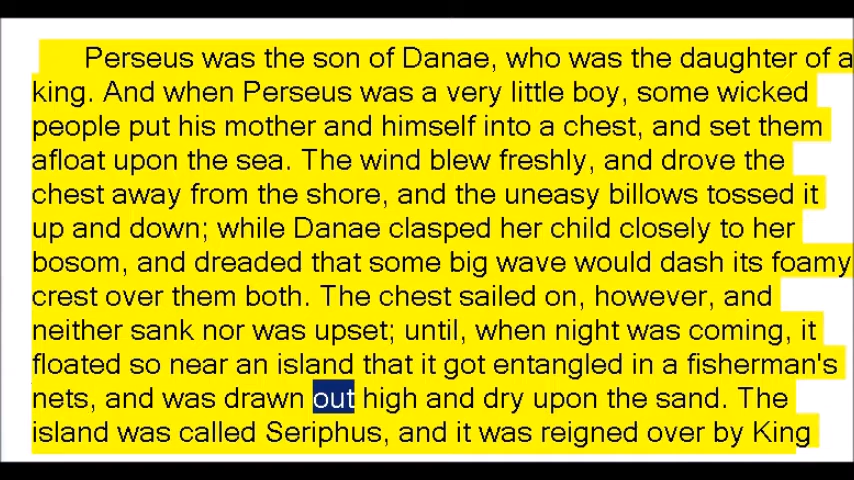 Perseus was the son of Danae, who was the daughter of a
king. And when Perseus was a very little boy, some wicked
people put his mother and himself into a chest, and set them
afloat upon the sea. The wind blew freshly, and drove the
chest away from the shore, and the uneasy billows tossed it
up and down; while Danae clasped her child closely to her
bosom, and dreaded that some big wave would dash its foamy
crest over them both. The chest sailed on, however, and
neither sank nor was upset; until, when night was coming, it
floated so near an island that it got entangled in a fisherman's
nets, and was drawn out high and dry upon the sand. The
island was called Seriphus, and it was reigned over by King